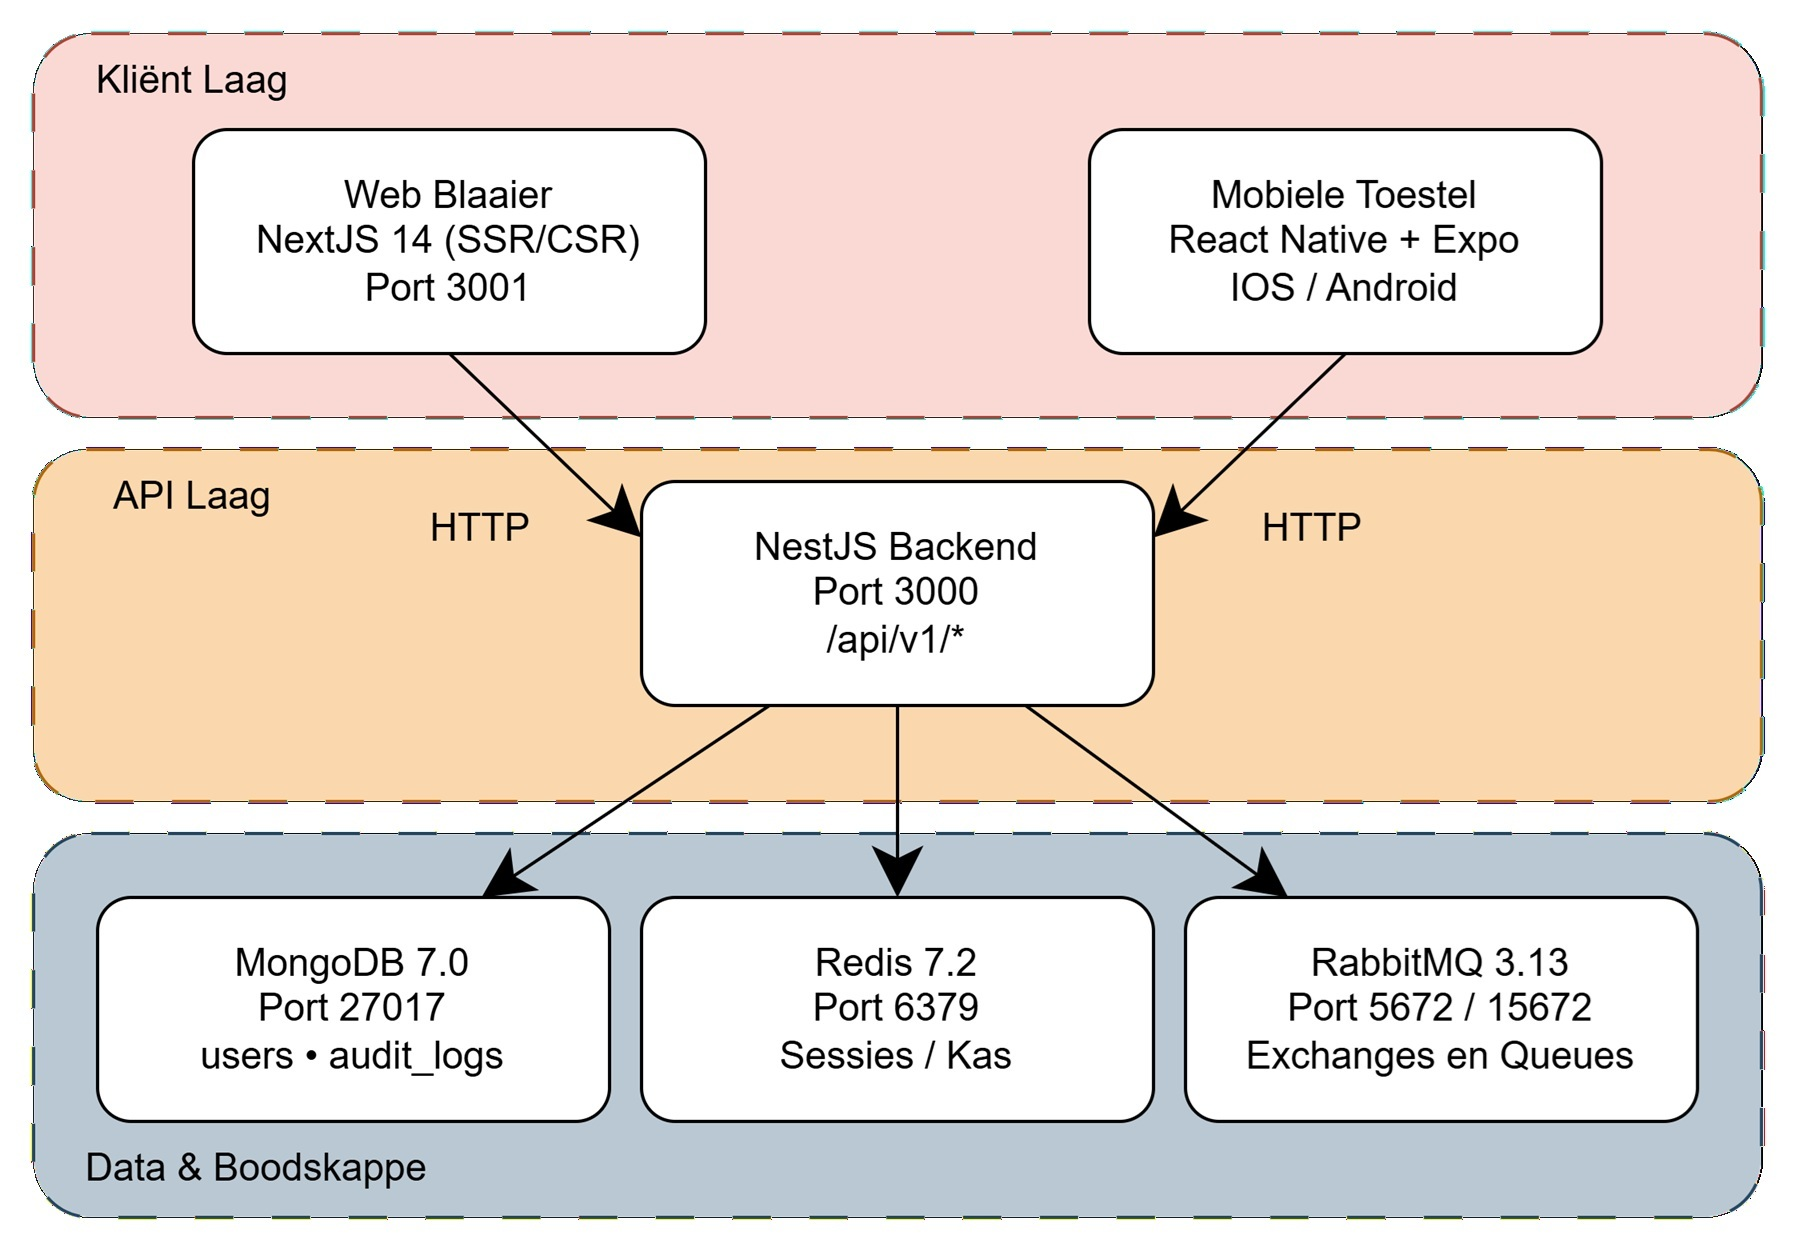 Kliënt Laag
Web Blaaier
NextJS 14 (SSR/CSR)
Port 3001
Mobiele Toestel
React Native + Expo
IOS / Android
API Laag
HTTP
HTTP
NestJS Backend
Port 3000
/api/v1/*
MongoDB 7.0
Port 27017
users • audit_logs
Redis 7.2
Port 6379
Sessies / Kas
RabbitMQ 3.13
Port 5672 / 15672
Exchanges en Queues
Data & Boodskappe